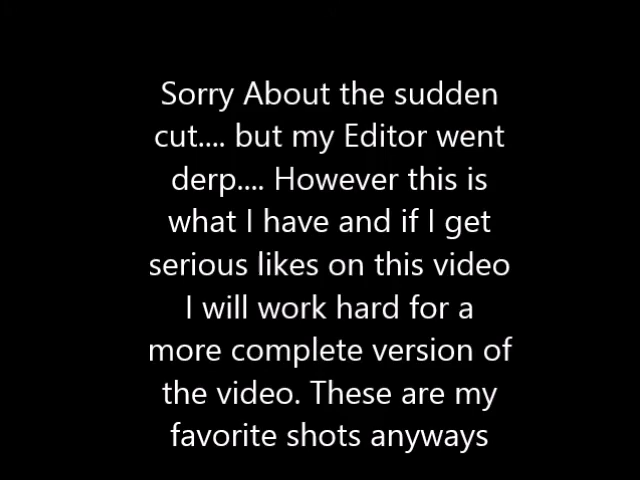 Sorry About the sudden
cut.... but my Editor went
derp.... However this is
what I have and if I get
serious likes on this video
I will work hard for a
more complete version of
the video. These are my
favorite shots anyways